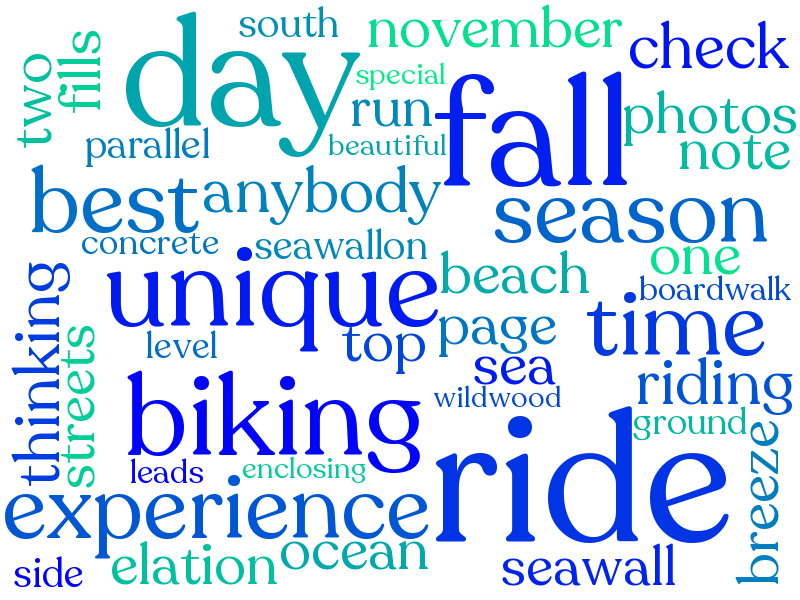 south
november
check
day
special
fall
two
fills
run
photos
parallel
beautiful
note
best
anybody
season
concrete
seawallon
one
unique
beach
boardwalk
thinking
streets
level
top
page
time
sea
riding
biking
wildwood
ground
ride
leads
enclosing
breeze
experience
ocean
elation
seawall
side